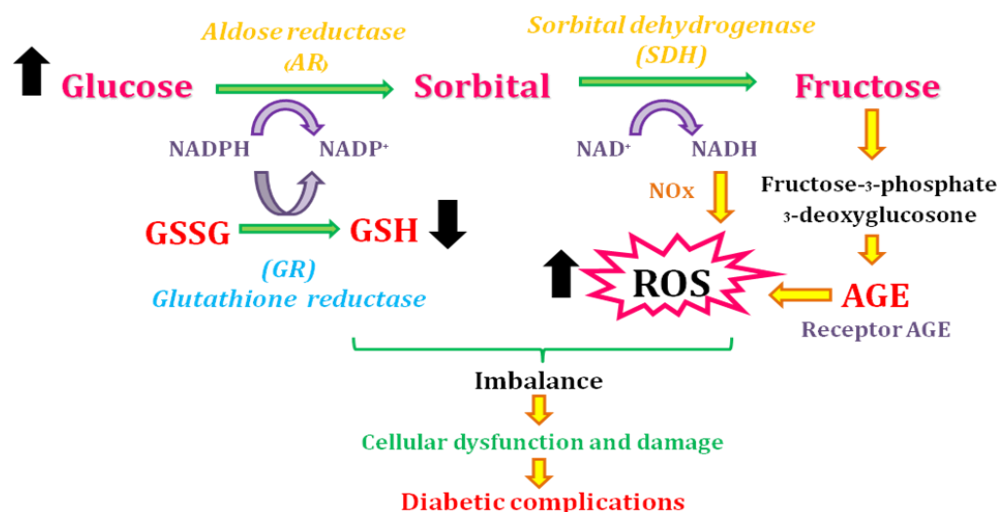 Aldose reductase
(AR)
Sorbital dehydrogenase
(SDH)
Glucose
Sorbital
Fructose
NADPH
NADP+
NAD+
NADH
NOx
Fructose-3-phosphate
3-deoxyglucosone
GSSG
GSH
(GR)
Glutathione reductase
ROS
AGE
Receptor AGE
Imbalance
Cellular dysfunction and damage
Diabetic complications